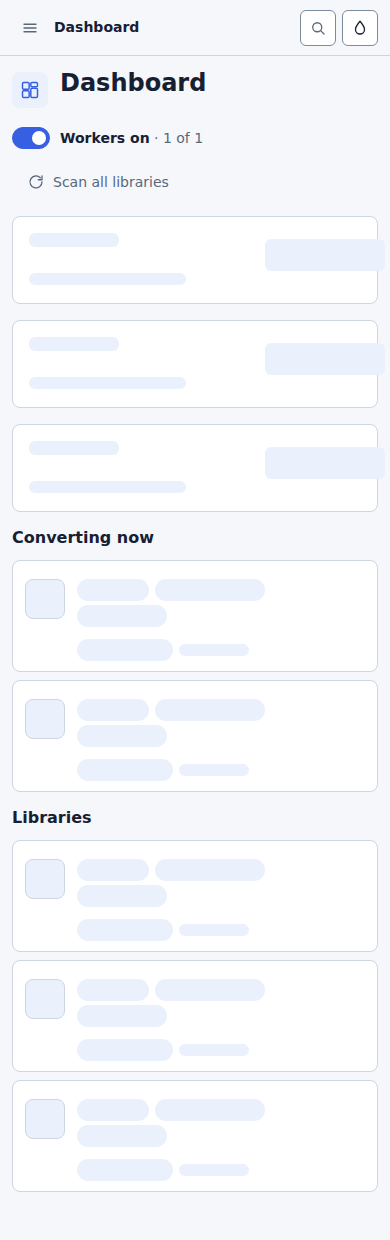 Dashboard
Dashboard
Workers on · 1 of 1
Scan all libraries
Converting now
Libraries